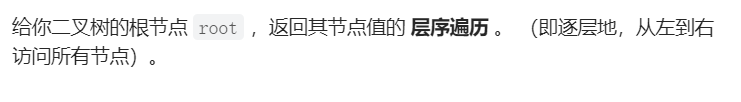 给你二叉树的根节点 root ，返回其节点值的 层序遍历 。 （即逐层地，从左到右
访问所有节点）。